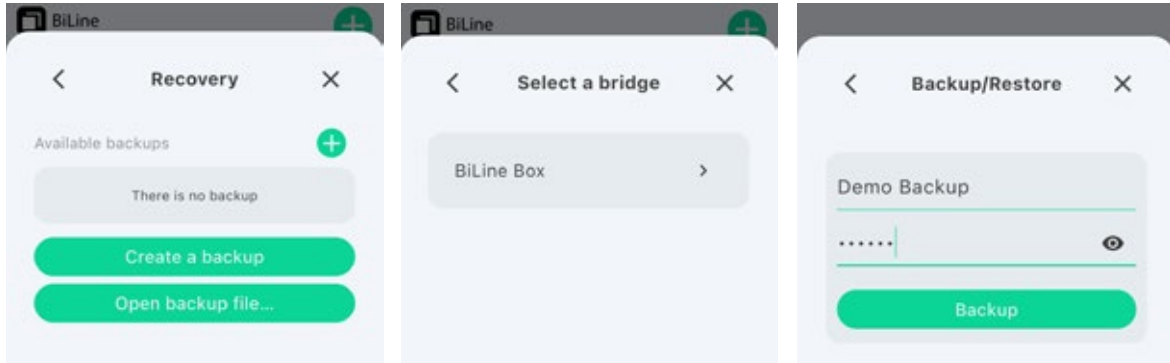 BiLine
Recovery
Available backups
There is no backup
Create a backup
Open backup file...
BiLine
Select a bridge
BiLine Box
Backup/Restore
Demo Backup
••••••
Backup